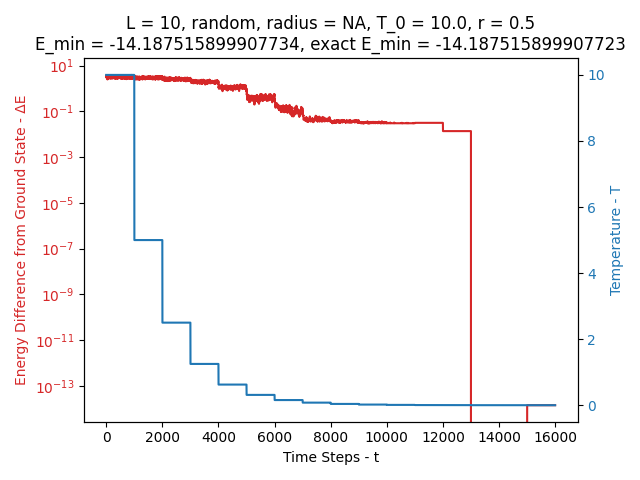 L = 10, random, radius = NA, T_0 = 10.0, r = 0.5
E_min = -14.187515899907734, exact E_min = -14.187515899907723
10¹
10⁻¹
10⁻³
10⁻⁵
10⁻⁷
10⁻⁹
10⁻¹¹
10⁻¹³
Energy Difference from Ground State - ΔE
10
8
6
4
2
0
Temperature - T
0 2000 4000 6000 8000 10000 12000 14000 16000
Time Steps - t